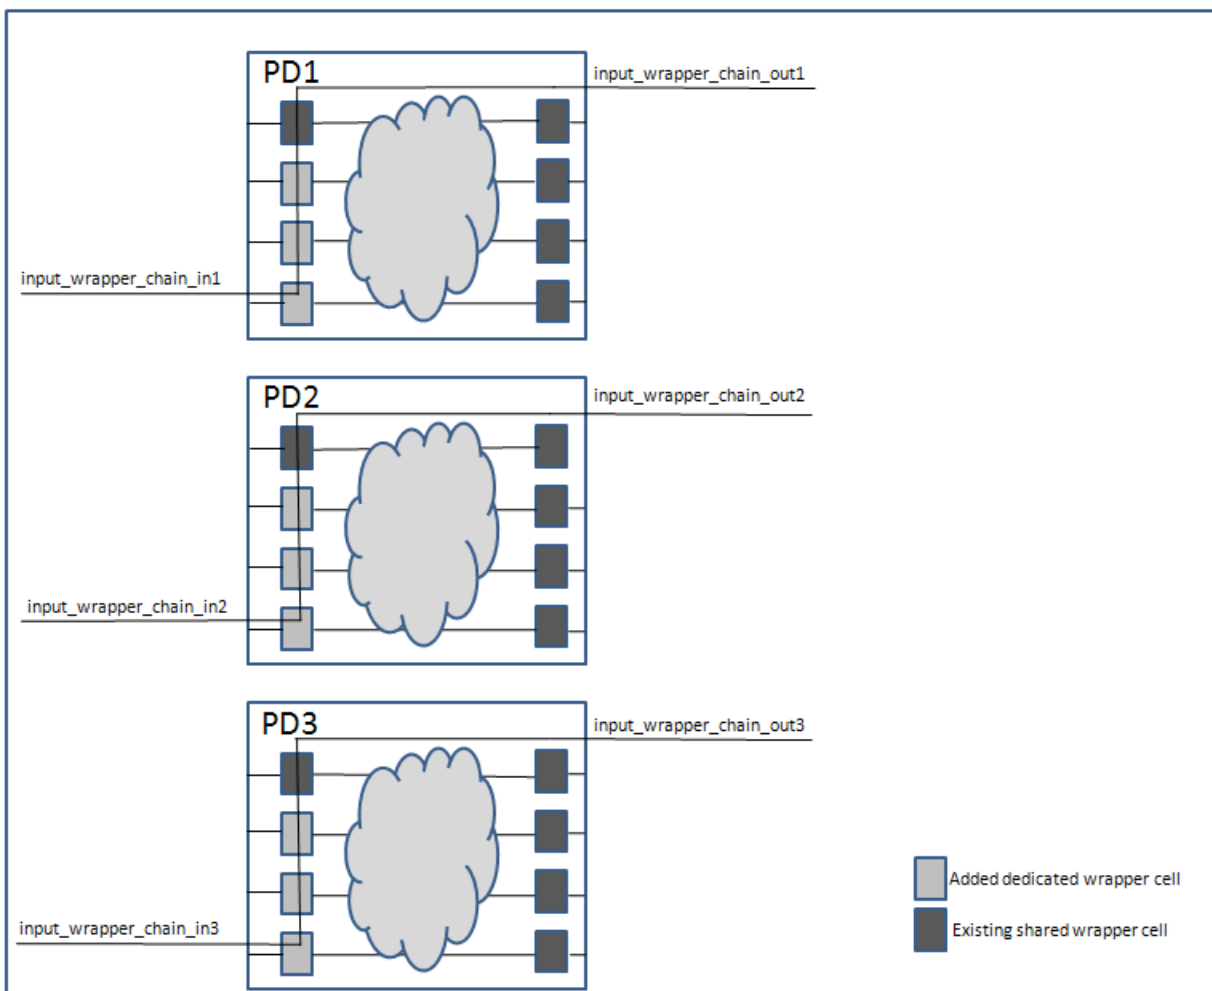 PD1
input_wrapper_chain_out1
input_wrapper_chain_in1
PD2
input_wrapper_chain_out2
input_wrapper_chain_in2
PD3
input_wrapper_chain_out3
Added dedicated wrapper cell
input_wrapper_chain_in3
Existing shared wrapper cell